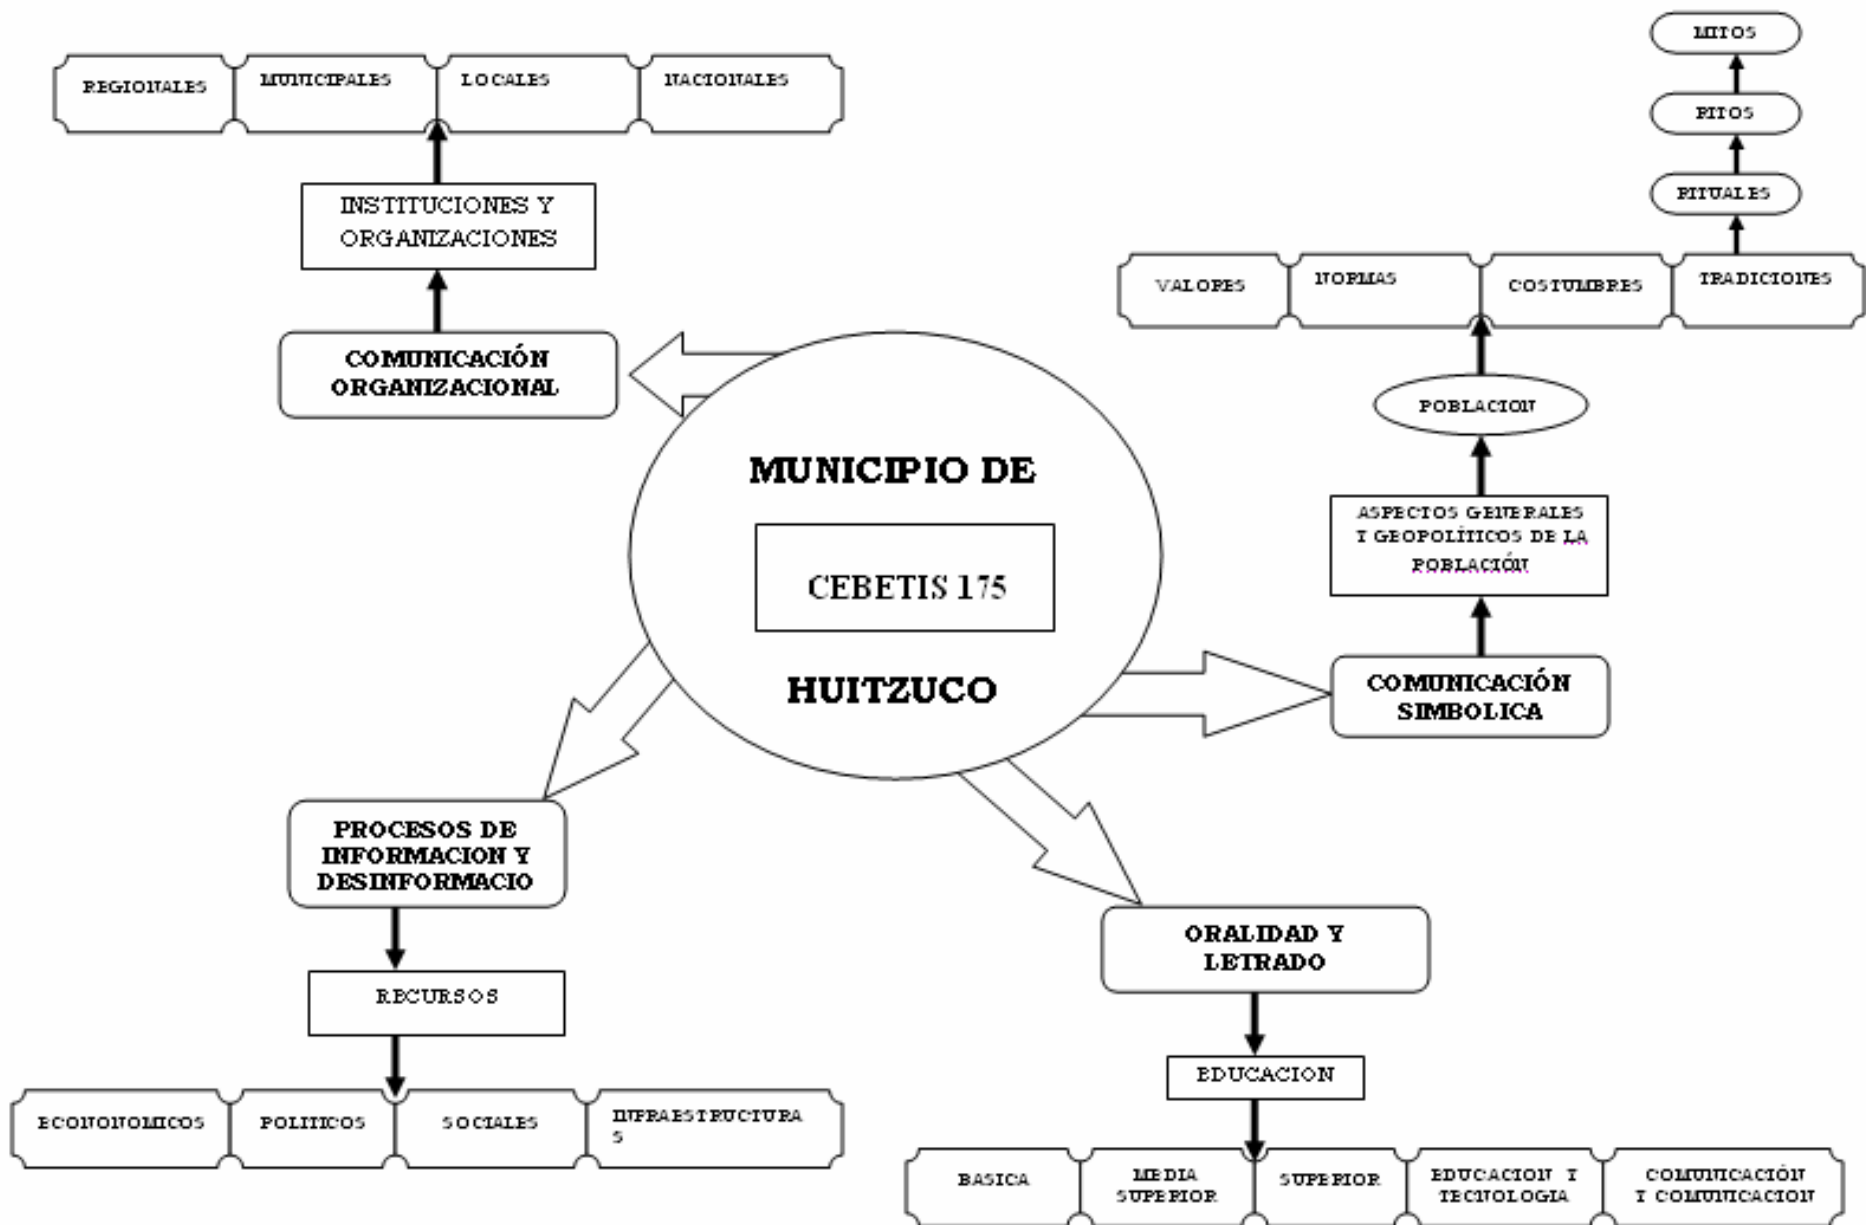 MITOS
RITOS
RITUALES
REGIONALES
MUNICIPALES
LOCALES
NACIONALES
INSTITUCIONES Y
ORGANIZACIONES
COMUNICACIÓN
ORGANIZACIONAL
VALORES
NORMAS
COSTUMBRES
TRADICIONES
POBLACION
ASPECTOS GENERALES
Y GEOPOLÍTICOS DE LA
POBLACIÓN
COMUNICACIÓN
SIMBOLICA
MUNICIPIO DE
CEBETIS 175
HUITZUCO
PROCESOS DE
INFORMACION Y
DESINFORMACIO
RECURSOS
ECONONOMICOS
POLITICOS
SOCIALES
INFRAESTRUCTURA
S
ORALIDAD Y
LETRADO
EDUCACION
BASICA
MEDIA
SUPERIOR
SUPERIOR
EDUCACION Y
TECNOLOGIA
COMUNICACIÓN
Y COMUNICACION